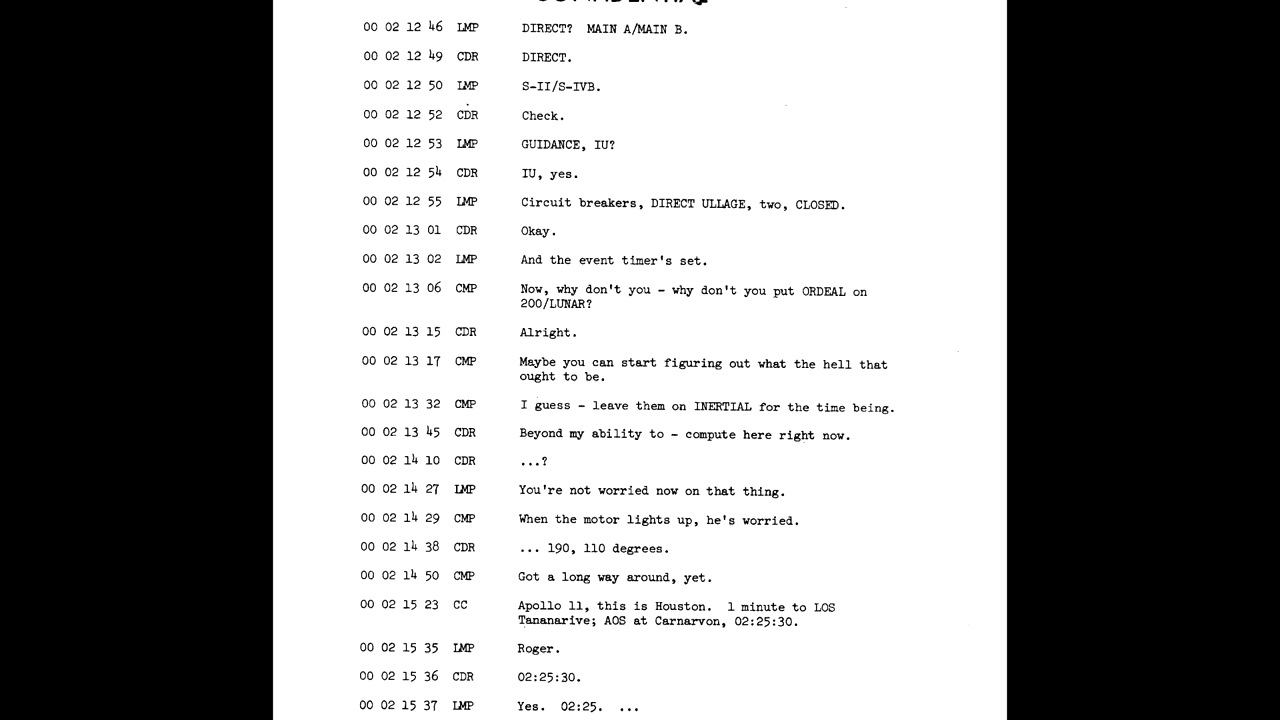 00 02 12 46 LMP DIRECT? MAIN A/MAIN B.
00 02 12 49 CDR DIRECT.
00 02 12 50 LMP S-II/S-IVB.
00 02 12 52 CDR Check.
00 02 12 53 LMP GUIDANCE, IU?
00 02 12 54 CDR IU, yes.
00 02 12 55 LMP Circuit breakers, DIRECT ULLAGE, two, CLOSED.
00 02 13 01 CDR Okay.
00 02 13 02 LMP And the event timer's set.
00 02 13 06 CMP Now, why don't you - why don't you put ORDEAL on
200/LUNAR?
00 02 13 15 CDR Alright.
00 02 13 17 CMP Maybe you can start figuring out what the hell that
ought to be.
00 02 13 32 CMP I guess - leave them on INERTIAL for the time being.
00 02 13 45 CDR Beyond my ability to - compute here right now.
00 02 14 10 CDR ...?
00 02 14 27 LMP You're not worried now on that thing.
00 02 14 29 CMP When the motor lights up, he's worried.
00 02 14 38 CDR ... 190, 110 degrees.
00 02 14 50 CMP Got a long way around, yet.
00 02 15 23 CC Apollo 11, this is Houston. 1 minute to LOS
Tananarive; AOS at Carnarvon, 02:25:30.
00 02 15 35 LMP Roger.
00 02 15 36 CDR 02:25:30.
00 02 15 37 LMP Yes. 02:25. ...